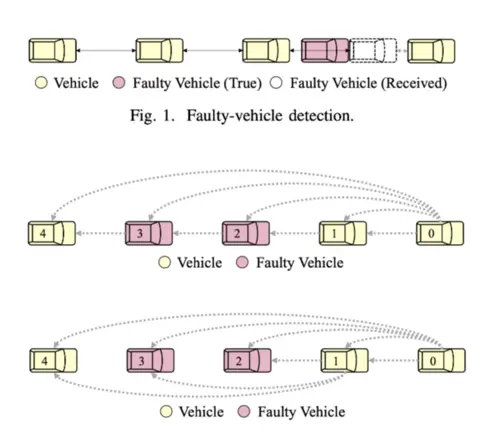 Vehicle Faulty Vehicle (True) Faulty Vehicle (Received)
Fig. 1. Faulty-vehicle detection.
4 3 2 1 0
Vehicle Faulty Vehicle
4 3 2 1 0
Vehicle Faulty Vehicle